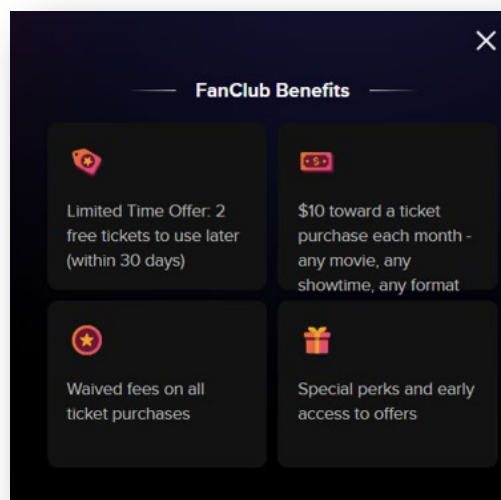 FanClub Benefits
Limited Time Offer: 2
free tickets to use later
(within 30 days)
$10 toward a ticket
purchase each month -
any movie, any
showtime, any format
Waived fees on all
ticket purchases
Special perks and early
access to offers